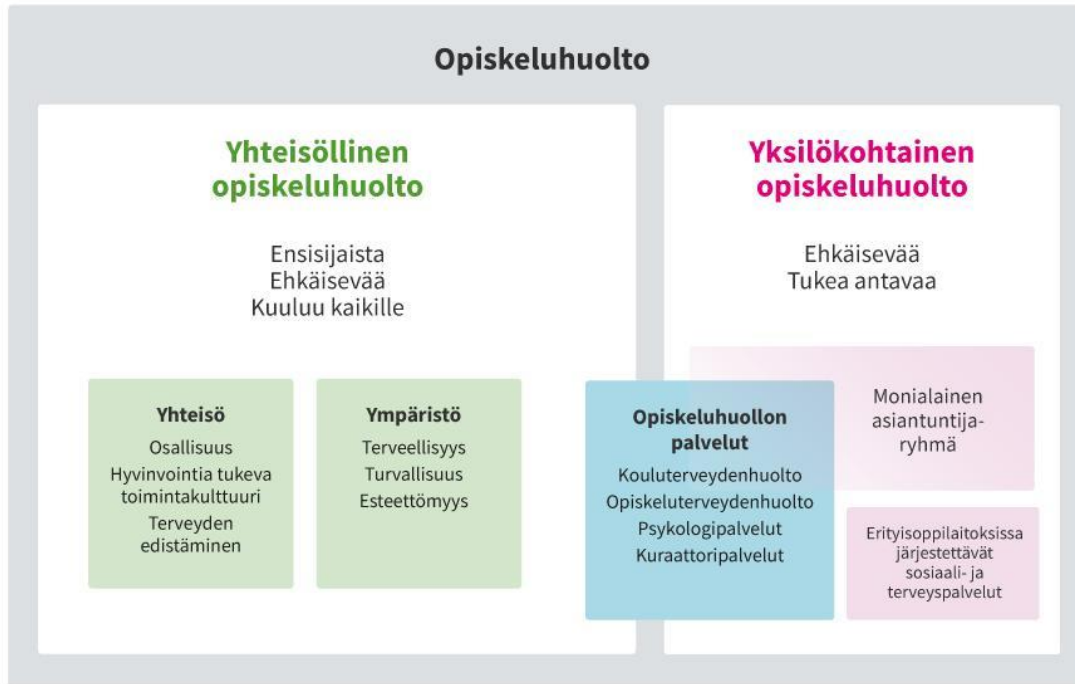 Opiskeluhuolto
Yhteisöllinen
opiskeluhuolto
Ensisijaista
Ehkäisevää
Kuuluu kaikille
Yhteisö
Osallisuus
Hyvinvointia tukeva
toimintakulttuuri
Terveyden
edistäminen
Ympäristö
Terveellisyys
Turvallisuus
Esteettömyys
Opiskeluhuollon
palvelut
Kouluterveydenhuolto
Opiskeluterveydenhuolto
Psykologipalvelut
Kuraattoripalvelut
Yksilökohtainen
opiskeluhuolto
Ehkäisevää
Tukea antavaa
Monialainen
asiantuntija-
ryhmä
Erityisoppilaitoksissa
järjestettävät
sosiaali- ja
terveyspalvelut